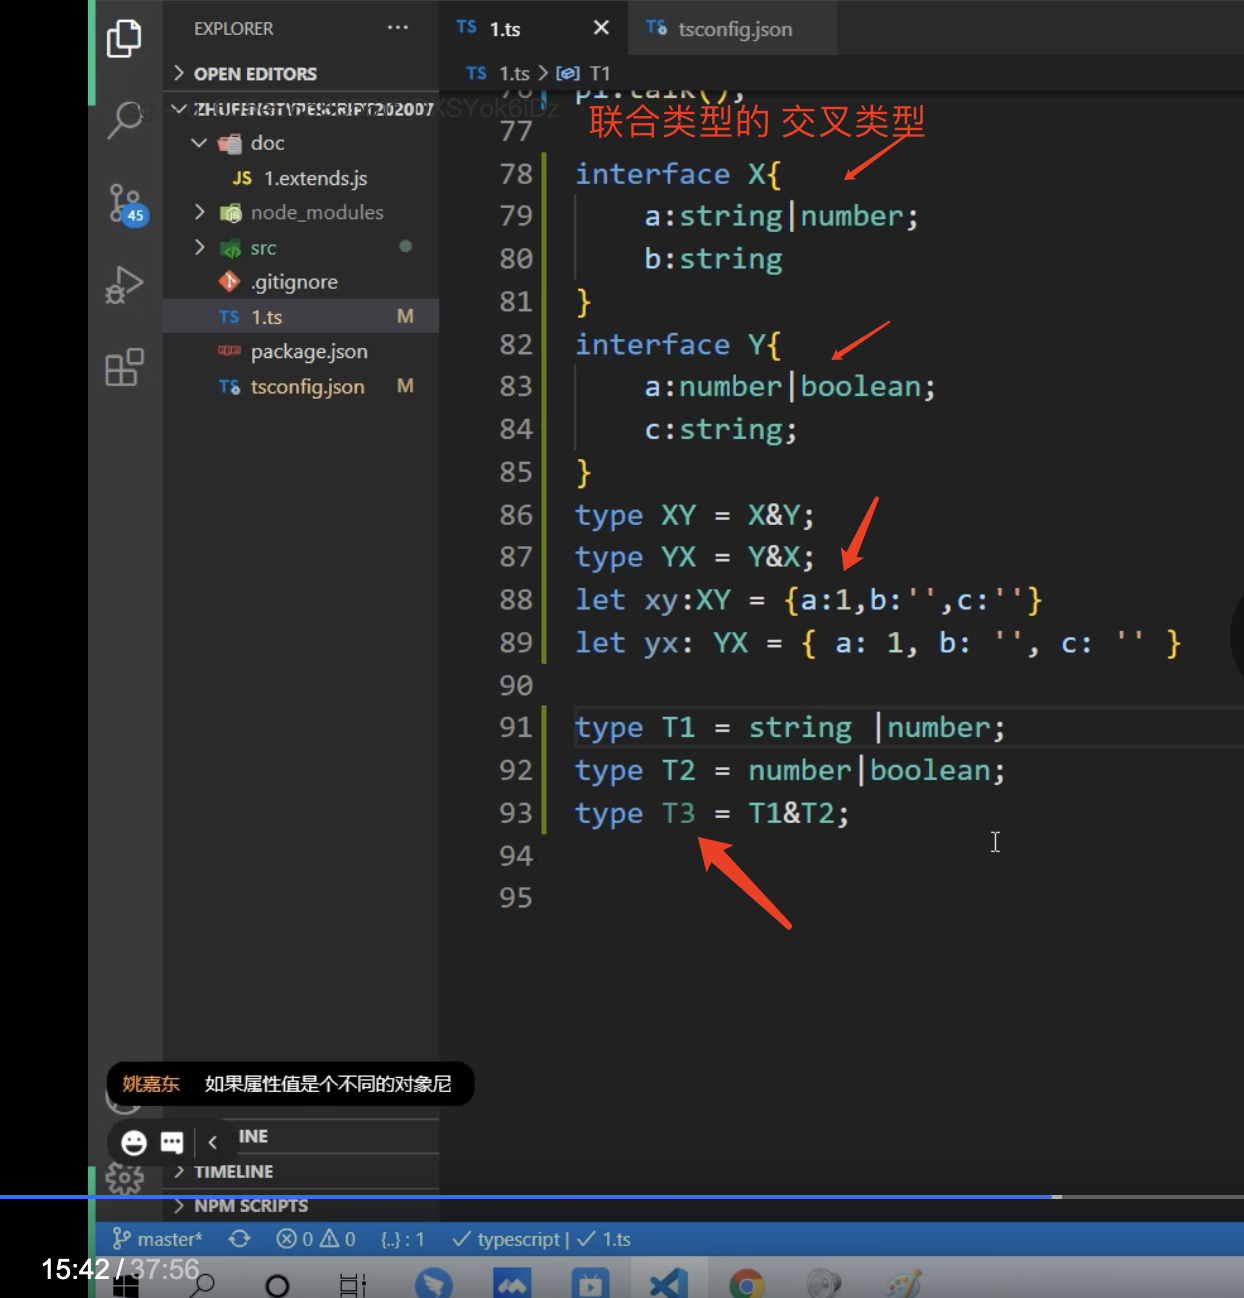 EXPLORER
TS 1.ts
tsconfig.json
OPEN EDITORS
TS 1.ts > T1
doc
JS 1.extends.js
node_modules
src
.gitignore
TS 1.ts M
package.json
tsconfig.json M
45
联合类型的 交叉类型
77
78 interface X{
79 a:string|number;
80 b:string
81 }
82 interface Y{
83 a:number|boolean;
84 c:string;
85 }
86 type XY = X&Y;
87 type YX = Y&X;
88 let xy:XY = {a:1,b:'',c:''}
89 let yx: YX = { a: 1, b: '', c: '' }
90
91 type T1 = string |number;
92 type T2 = number|boolean;
93 type T3 = T1&T2;
94
95
姚嘉东 如果属性值是个不同的对象尼
INE
TIMELINE
NPM SCRIPTS
master* 0 0 {..} : 1 typescript | 1.ts
15:42 / 37:56